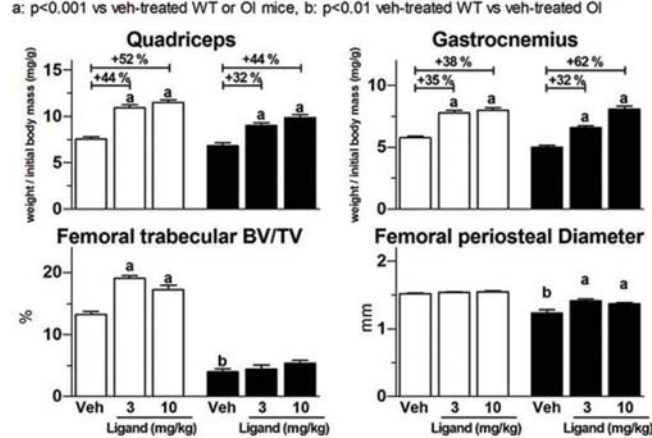 a: p<0.001 vs veh-treated WT or OI mice, b: p<0.01 veh-treated WT vs veh-treated OI
Quadriceps
weight / initial body mass (mg/g)
15
10
5
+52 %
+44 %
a
a
+44 %
+32 %
a
a
Gastrocnemius
weight / initial body mass (mg/g)
10
5
0
+38 %
+35 %
a
a
+62 %
+32 %
a
a
Femoral trabecular BV/TV
%
20
10
0
a
a
b
Veh 3 10 Veh 3 10
Ligand (mg/kg) Ligand (mg/kg)
Femoral periosteal Diameter
mm
2
1
0
b
a
a
Veh 3 10 Veh 3 10
Ligand (mg/kg) Ligand (mg/kg)